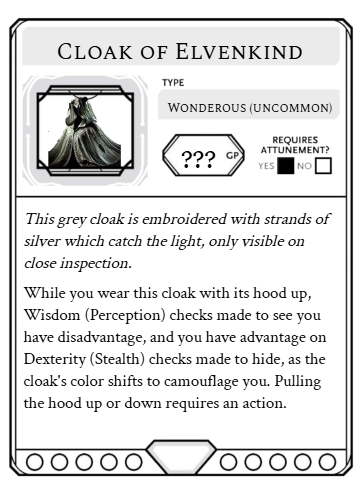 Cloak of Elvenkind
TYPE
Wonderous (uncommon)
??? GP
REQUIRES
ATTUNEMENT?
YES NO
This grey cloak is embroidered with strands of
silver which catch the light, only visible on
close inspection.
While you wear this cloak with its hood up,
Wisdom (Perception) checks made to see you
have disadvantage, and you have advantage on
Dexterity (Stealth) checks made to hide, as the
cloak's color shifts to camouflage you. Pulling
the hood up or down requires an action.